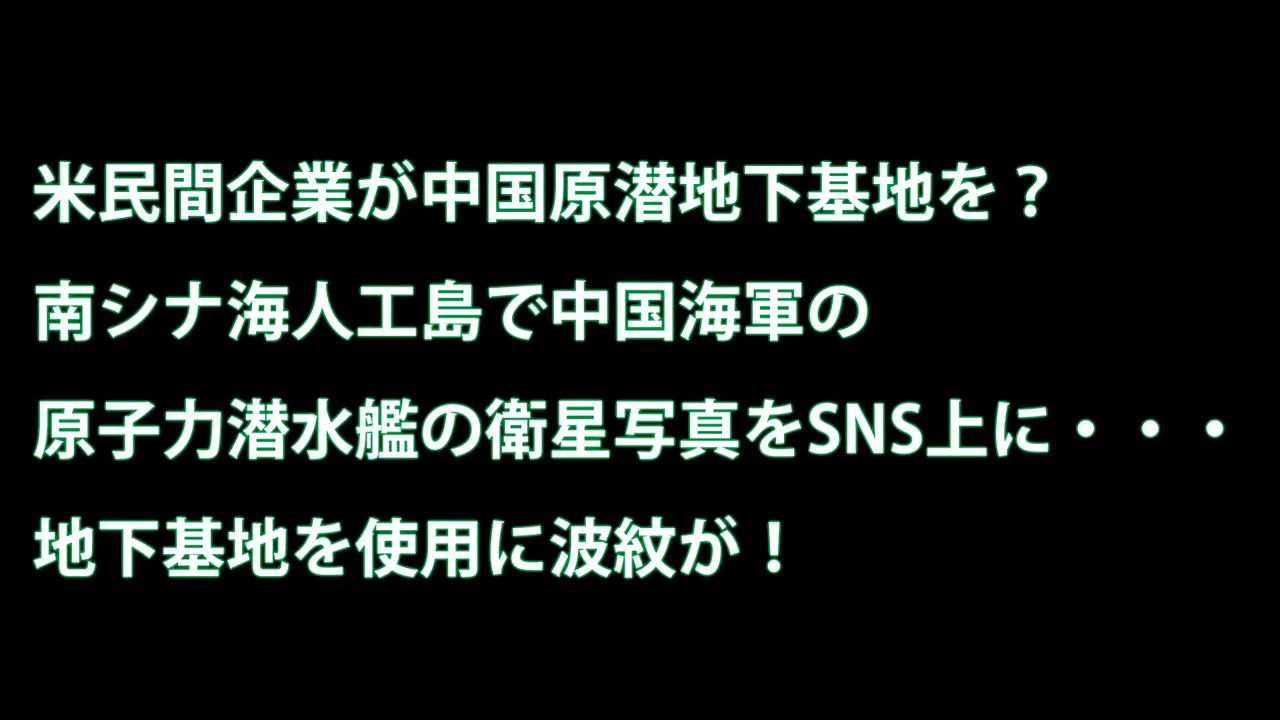 米民間企業が中国原潜地下基地を？
南シナ海人工島で中国海軍の
原子力潜水艦の衛星写真をSNS上に・・・
地下基地を使用に波紋が！